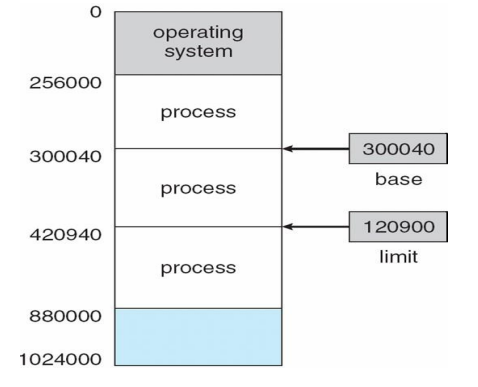 0
operating
system
256000
process
300040
300040
base
process
420940
120900
limit
process
880000
1024000